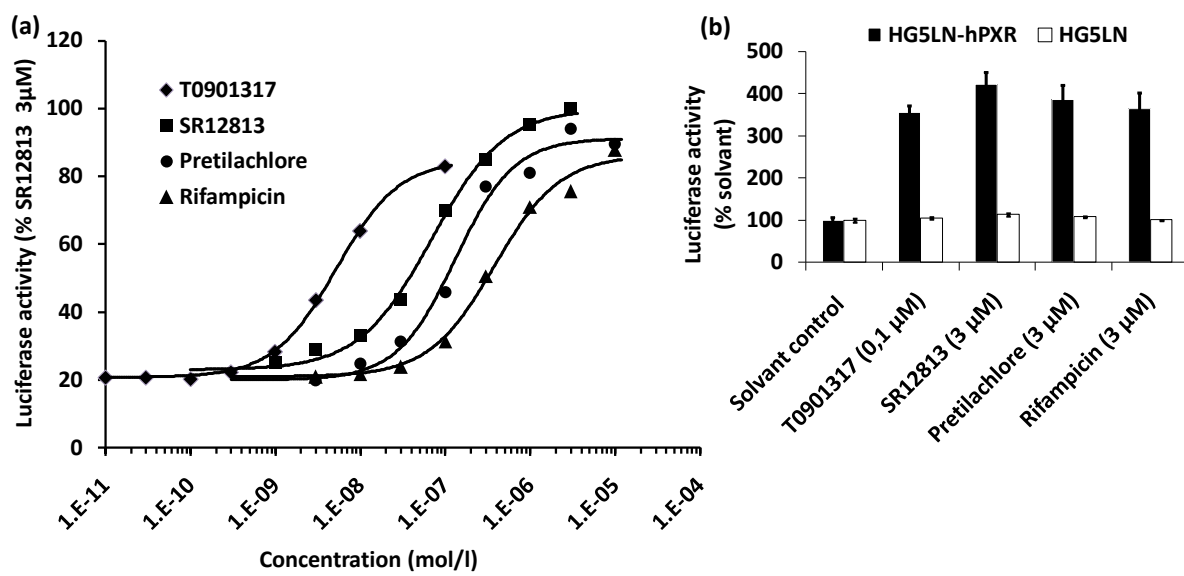 (a)
120
100
80
60
40
20
0
Luciferase activity (% SR12813 3µM)
T0901317
SR12813
Pretilachlore
Rifampicin
1.E-11
1.E-10
1.E-09
1.E-08
1.E-07
1.E-06
1.E-05
1.E-04
Concentration (mol/l)
(b)
HG5LN-hPXR
HG5LN
500
400
300
200
100
0
Luciferase activity
(% solvant)
Solvant control
T0901317 (0,1 µM)
SR12813 (3 µM)
Pretilachlore (3 µM)
Rifampicin (3 µM)